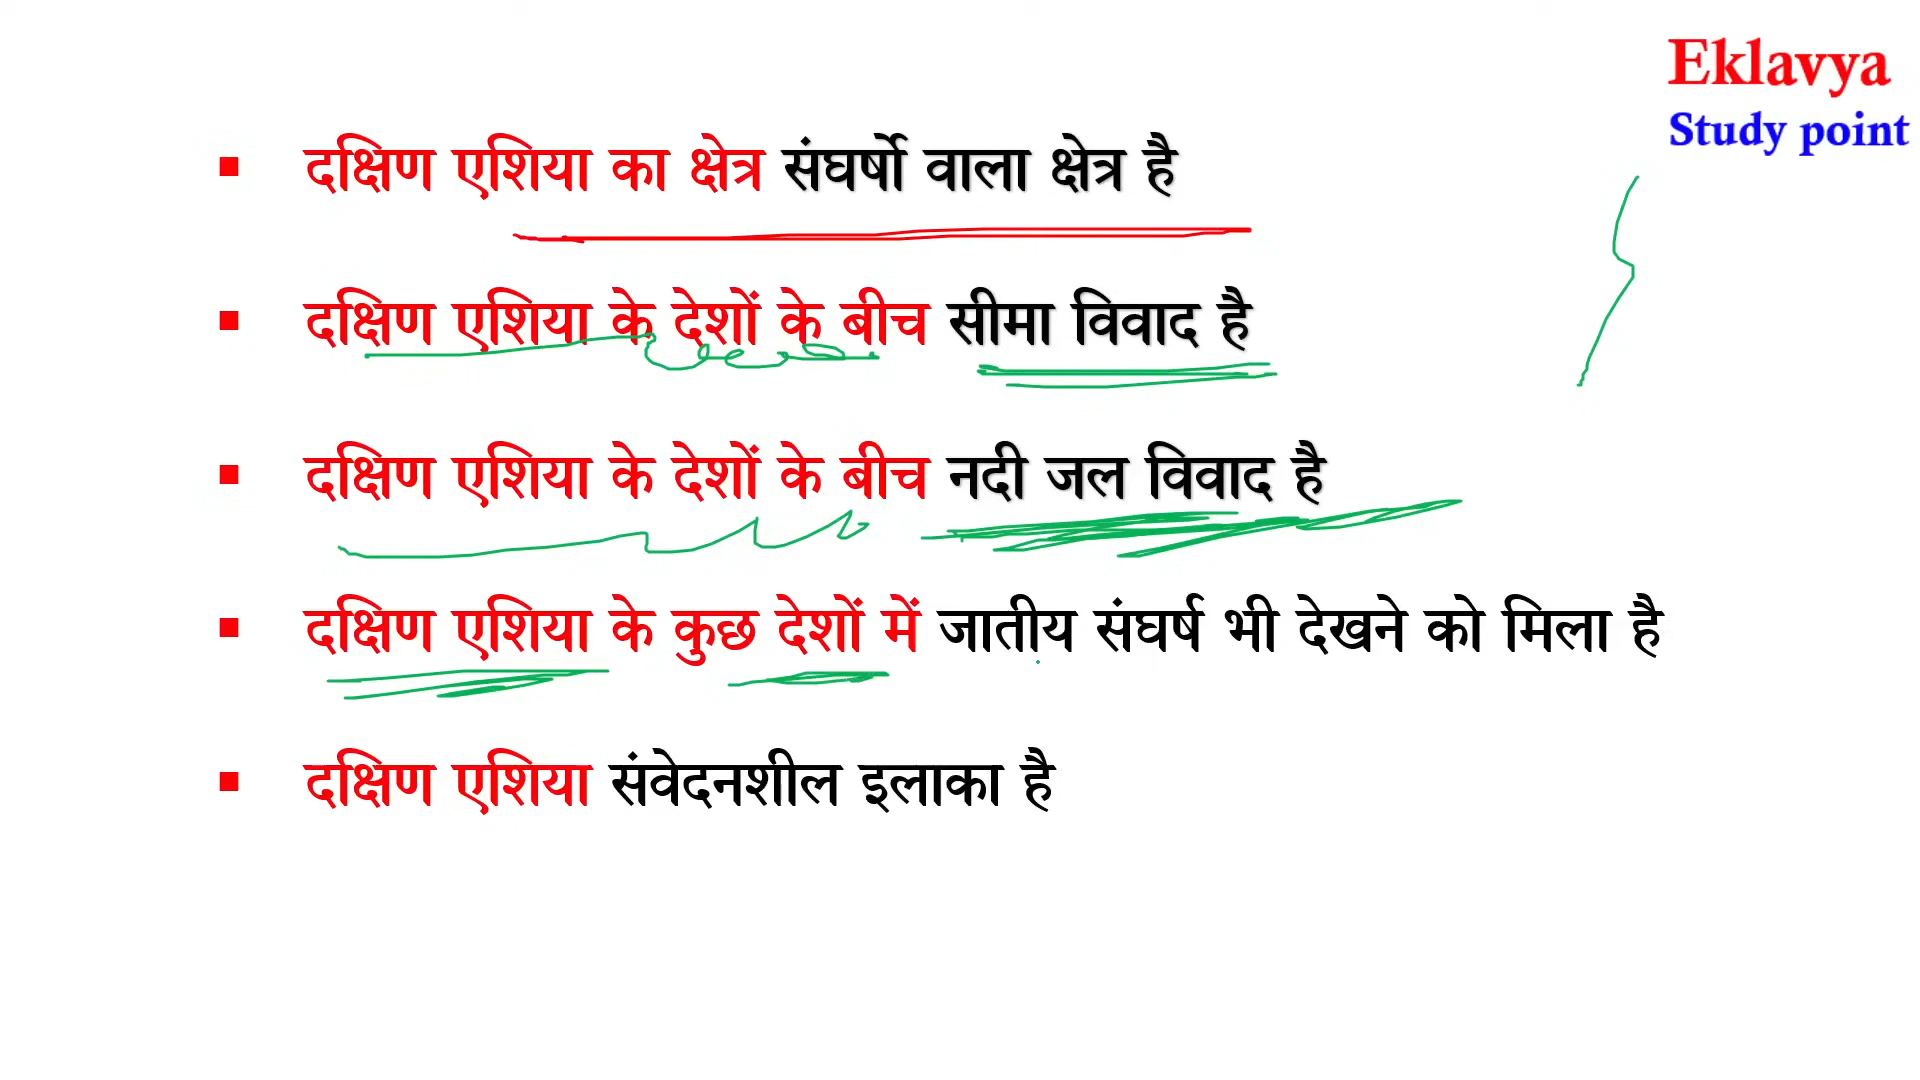 Eklavya
Study point
▪ दक्षिण एशिया का क्षेत्र संघर्षो वाला क्षेत्र है
▪ दक्षिण एशिया के देशों के बीच सीमा विवाद है
▪ दक्षिण एशिया के देशों के बीच नदी जल विवाद है
▪ दक्षिण एशिया के कुछ देशों में जातीय संघर्ष भी देखने को मिला है
▪ दक्षिण एशिया संवेदनशील इलाका है